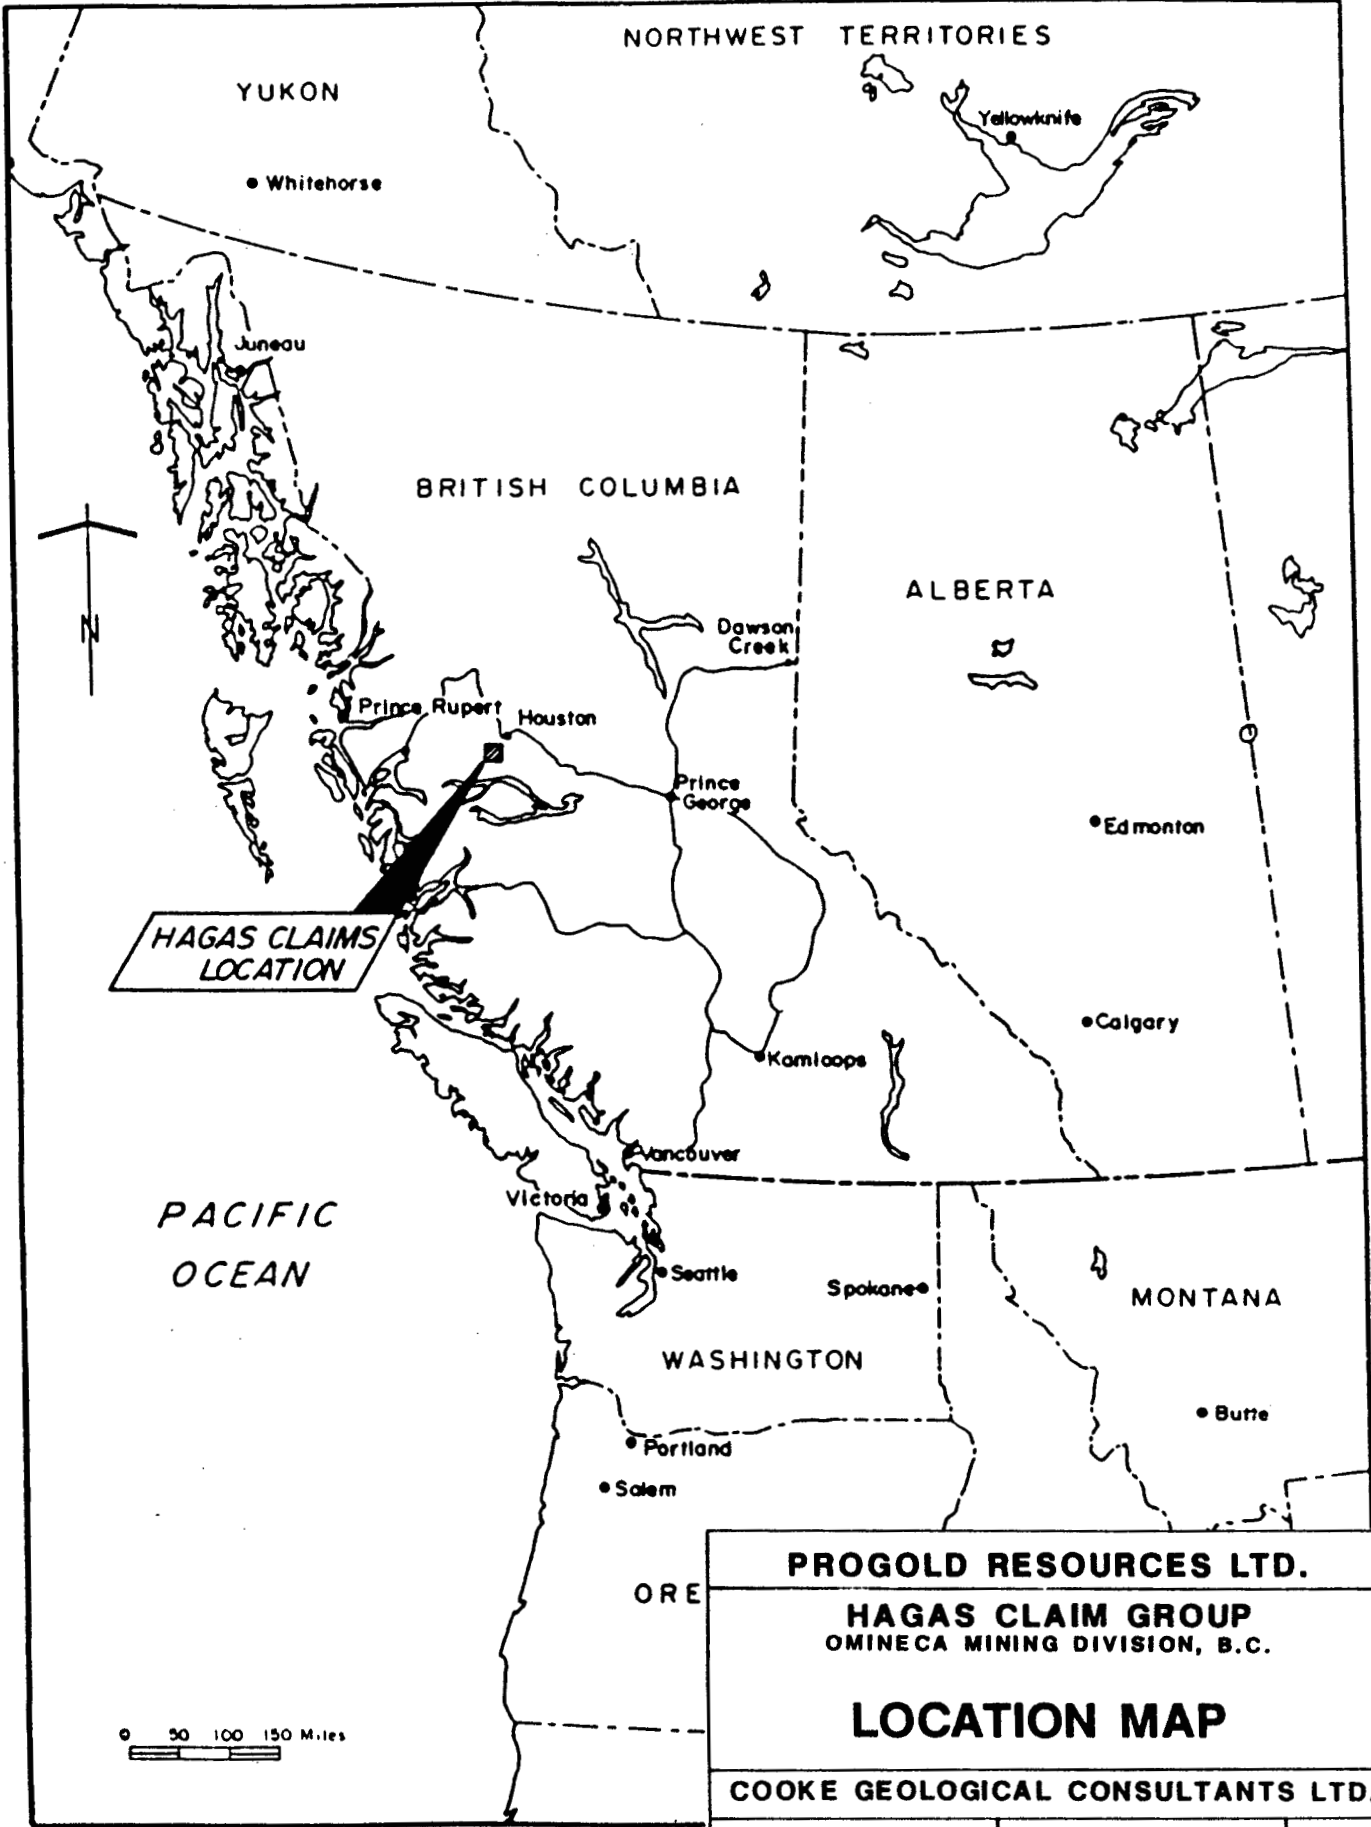 NORTHWEST TERRITORIES
YUKON
Yellowknife
Whitehorse
Juneau
BRITISH COLUMBIA
ALBERTA
N
Dawson
Creek
Prince Rupert
Houston
Prince
George
Edmonton
HAGAS CLAIMS
LOCATION
Calgary
Kamloops
Vancouver
Victoria
PACIFIC
OCEAN
Seattle
Spokane
MONTANA
WASHINGTON
Butte
Portland
Salem
ORE
PROGOLD RESOURCES LTD.
HAGAS CLAIM GROUP
OMINECA MINING DIVISION, B.C.
LOCATION MAP
0 50 100 150 Miles
COOKE GEOLOGICAL CONSULTANTS LTD.